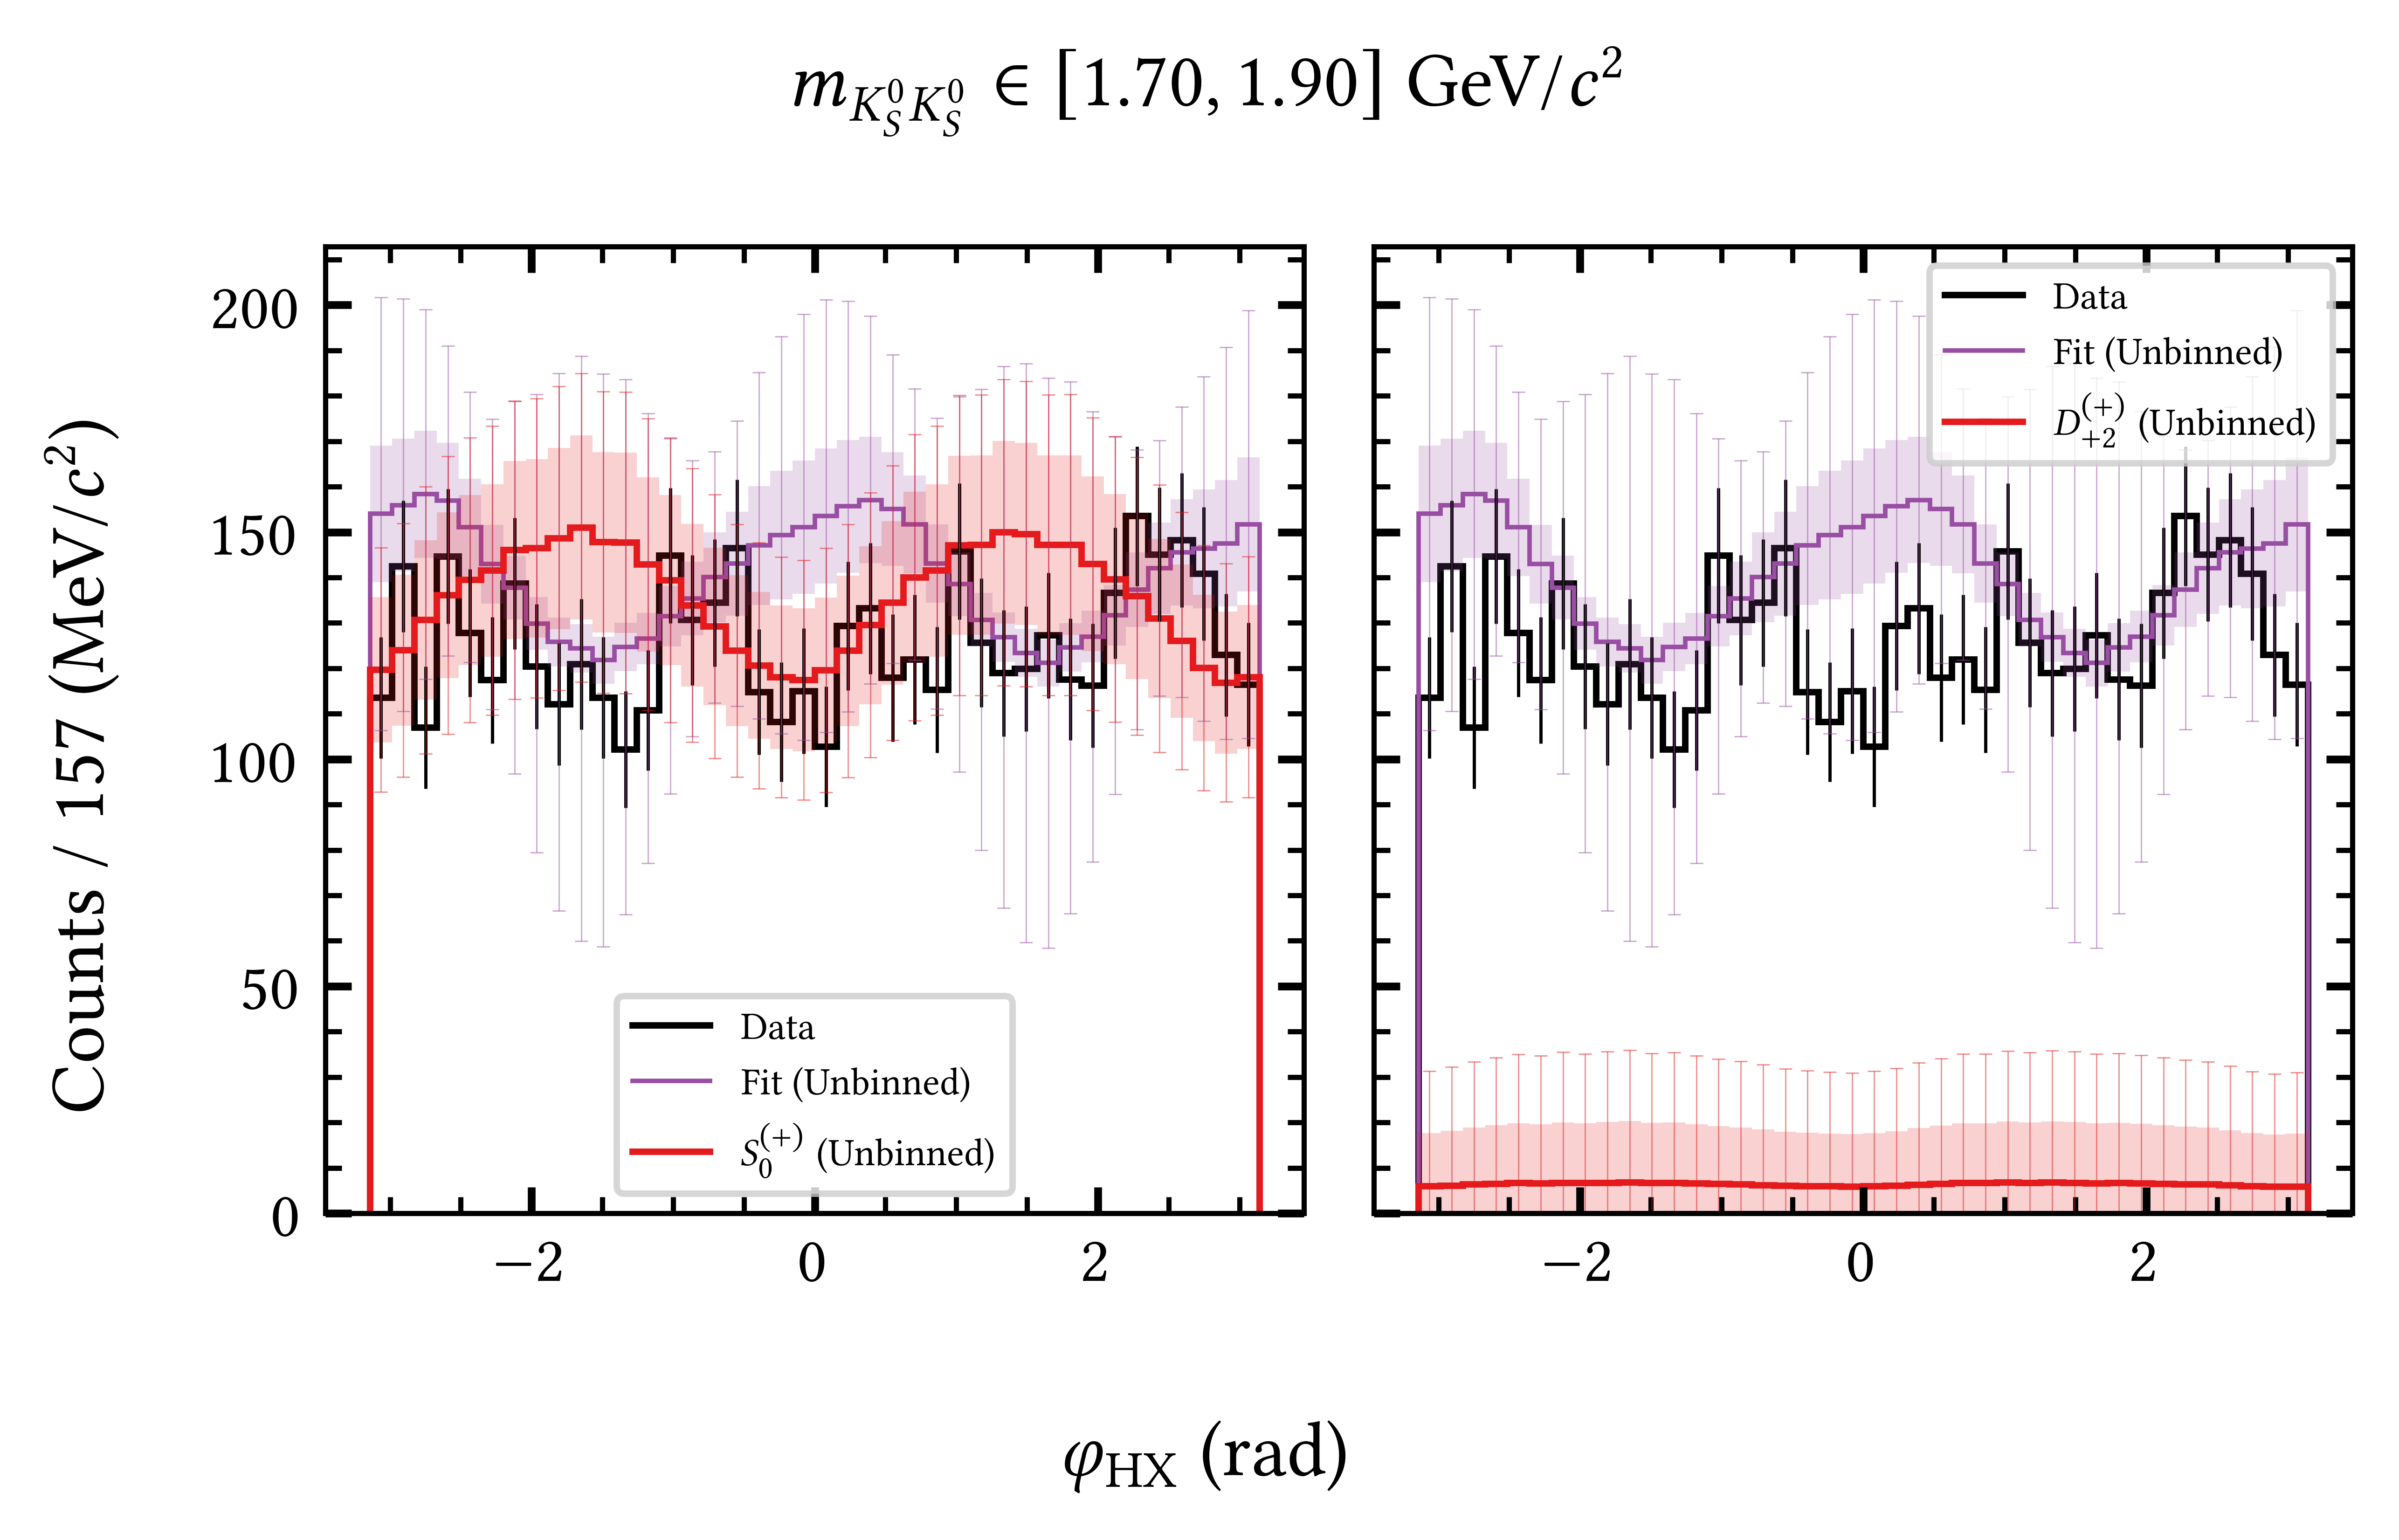 m_{K_S^0 K_S^0} ∈ [1.70, 1.90] GeV/c²
Counts / 157 (MeV/c²)
200
150
100
50
0
−2
0
2
Data
Fit (Unbinned)
S_0^{(+)} (Unbinned)
−2
0
2
Data
Fit (Unbinned)
D_{+2}^{(+)} (Unbinned)
φ_HX (rad)